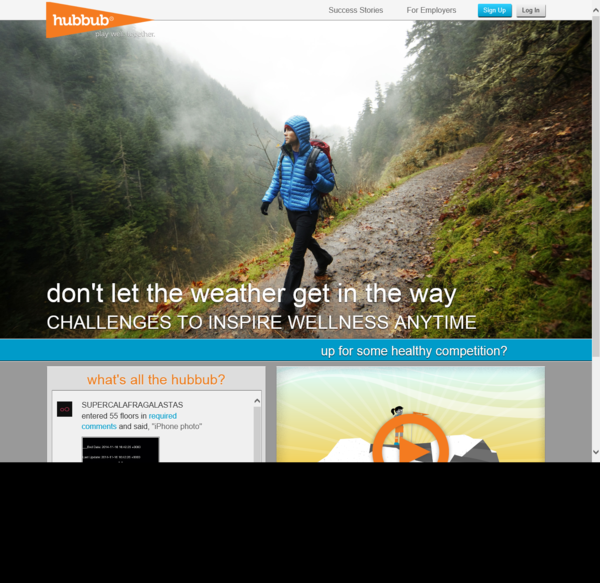 hubbub®
play well together.
Success Stories
For Employers
Sign Up
Log In
don't let the weather get in the way
CHALLENGES TO INSPIRE WELLNESS ANYTIME
up for some healthy competition?
what's all the hubbub?
SUPERCALAFRAGALASTAS
entered 55 floors in required
comments and said, "iPhone photo"